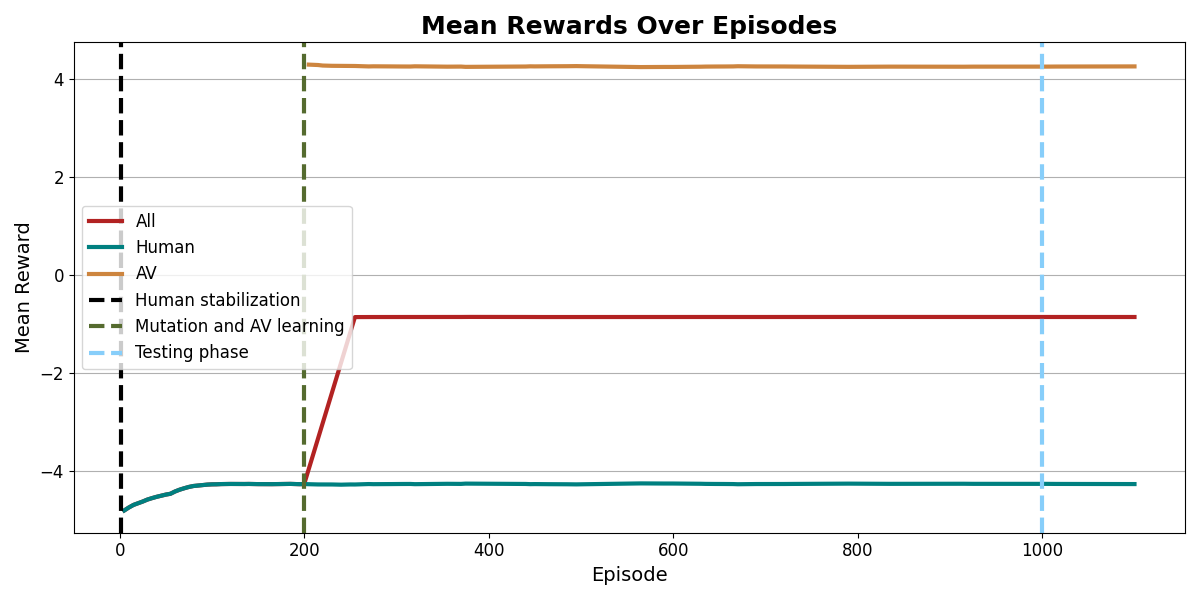 Mean Rewards Over Episodes
Mean Reward
4
2
0
−2
−4
All
Human
AV
Human stabilization
Mutation and AV learning
Testing phase
0
200
400
600
800
1000
Episode